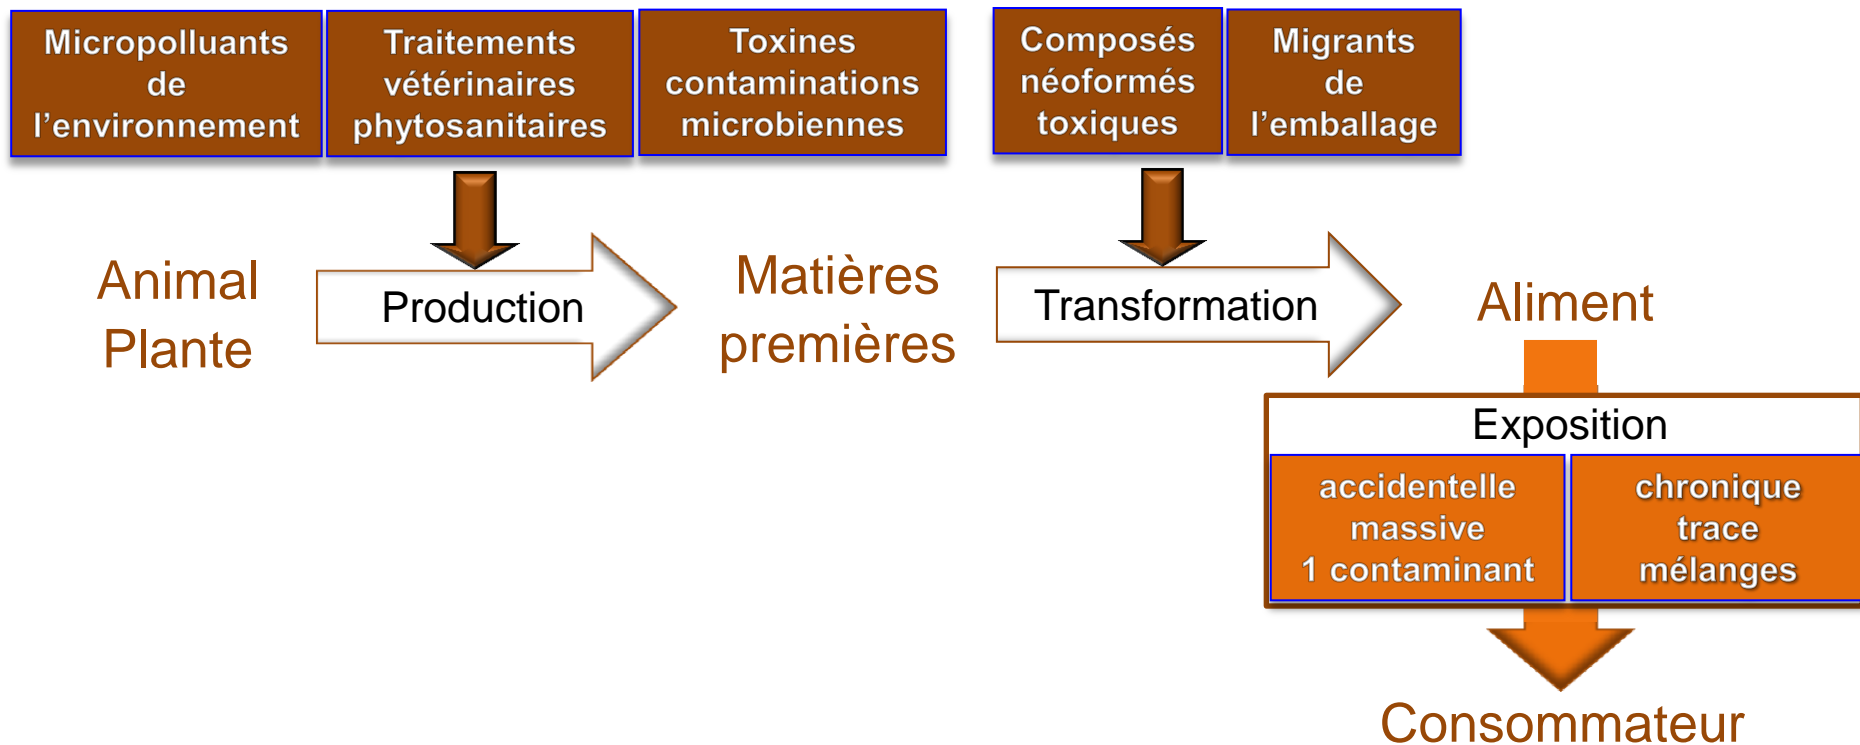 Micropolluants
de
l’environnement
Traitements
vétérinaires
phytosanitaires
Toxines
contaminations
microbiennes
Composés
néoformés
toxiques
Migrants
de
l’emballage
Animal
Plante
Production
Matières
premières
Transformation
Aliment
Exposition
accidentelle
massive
1 contaminant
chronique
trace
mélanges
Consommateur